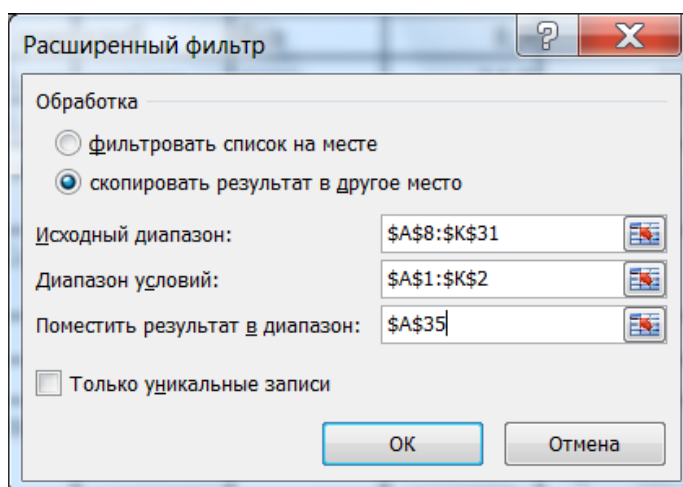 Расширенный фильтр
Обработка
фильтровать список на месте
скопировать результат в другое место
Исходный диапазон: $A$8:$K$31
Диапазон условий: $A$1:$K$2
Поместить результат в диапазон: $A$35
Только уникальные записи
ОК Отмена